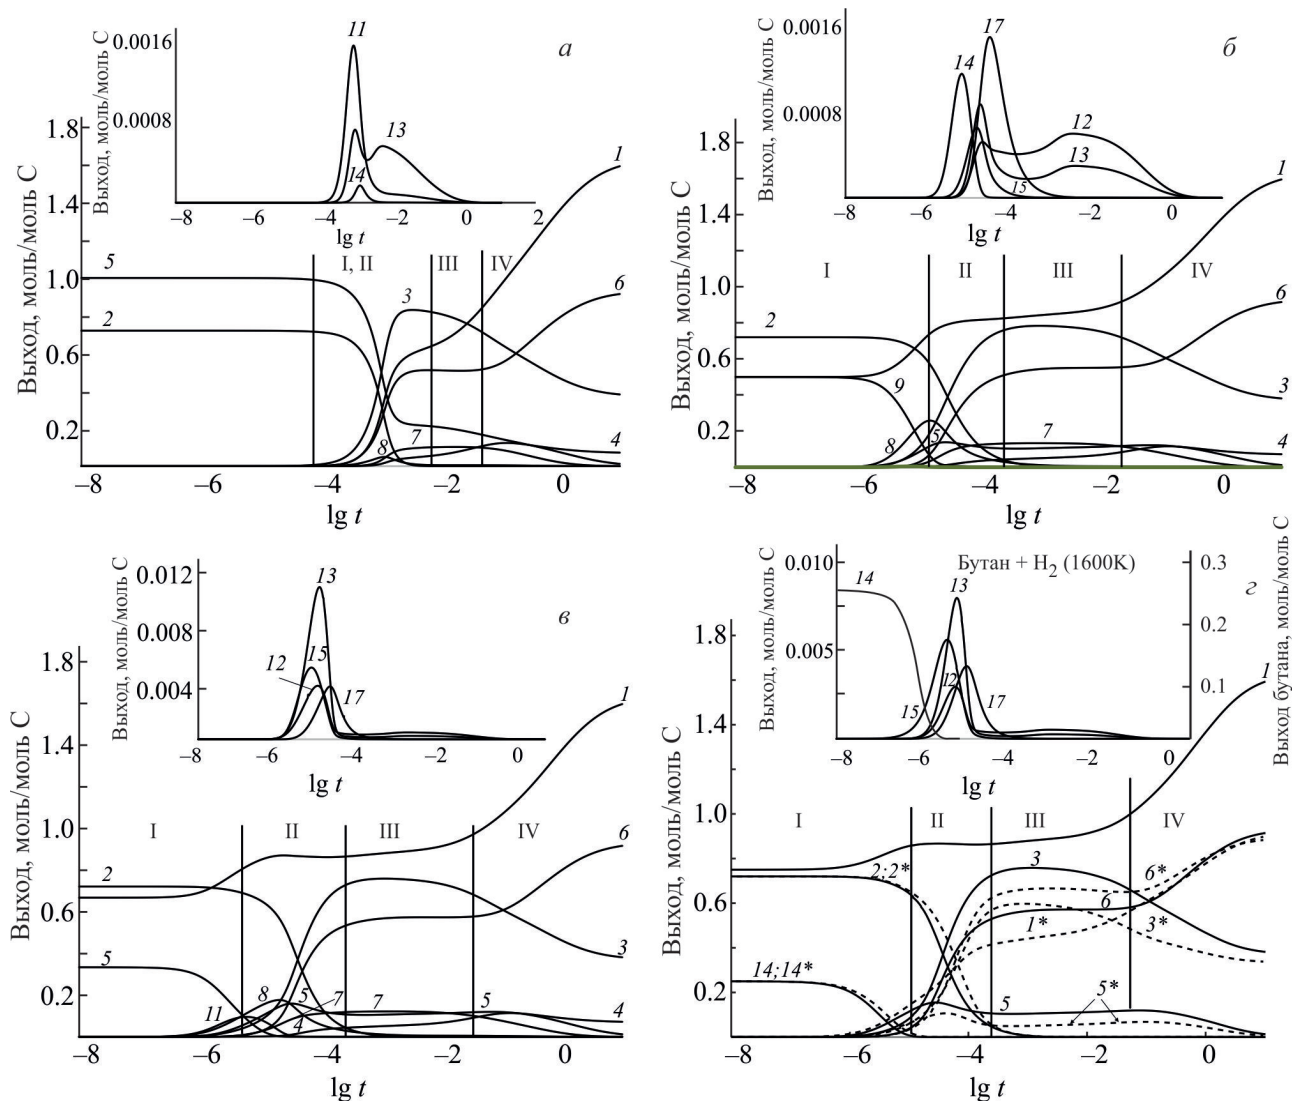 а
Выход, моль/моль С
0.0016
0.0008
11
13
14
–8 –6 –4 –2 0 2
lg t
Выход, моль/моль С
1.8
1.4
1.0
0.6
0.2
I, II III IV
5
2
3
1
6
7
8
4
–8 –6 –4 –2 0
lg t
б
Выход, моль/моль С
0.0016
0.0008
14
17
12
13
15
–8 –6 –4 –2 0
lg t
Выход, моль/моль С
1.8
1.4
1.0
0.6
0.2
I II III IV
2
9
1
6
3
8
5
7
4
–8 –6 –4 –2 0
lg t
в
Выход, моль/моль С
0.012
0.008
0.004
13
15
12
17
–8 –6 –4 –2 0
lg t
Выход, моль/моль С
1.8
1.4
1.0
0.6
0.2
I II III IV
1
2
6
5
3
11
8
5
7
7
5
4
4
–8 –6 –4 –2 0
lg t
г
Бутан + H2 (1600K)
Выход, моль/моль С
0.010
0.005
14
13
12
15
17
0.3
0.2
0.1
Выход бутана, моль/моль С
–8 –6 –4 –2 0
lg t
Выход, моль/моль С
1.8
1.4
1.0
0.6
0.2
I II III IV
1
2;2*
3
6*
6
1*
3*
14;14*
5
5*
–8 –6 –4 –2 0
lg t